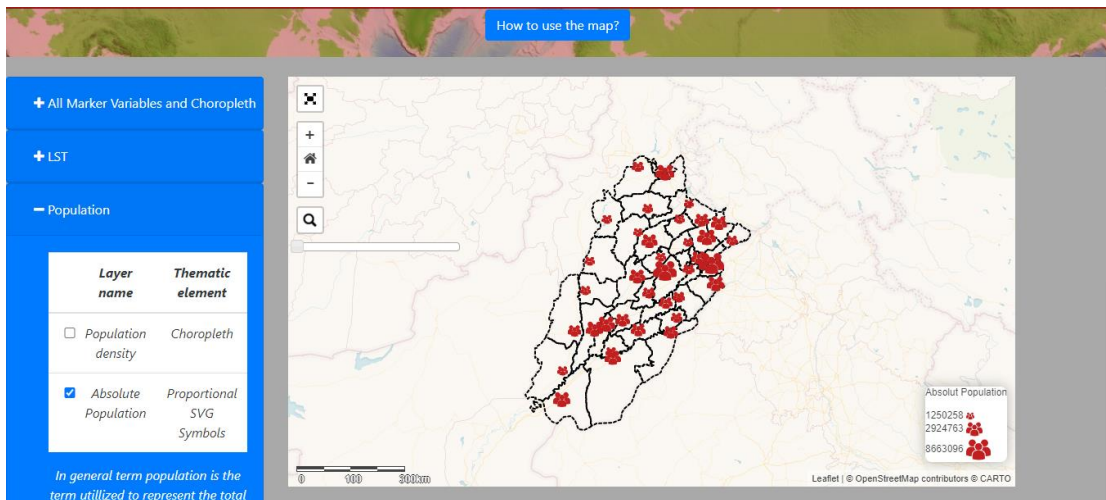 How to use the map?
+ All Marker Variables and Choropleth
+ LST
− Population
Layer name
Thematic element
Population density
Choropleth
Absolute Population
Proportional SVG Symbols
In general term population is the
term utillized to represent the total
+
−
Absolut Population
1250258
2924763
8663096
0 100 300km
Leaflet | © OpenStreetMap contributors © CARTO